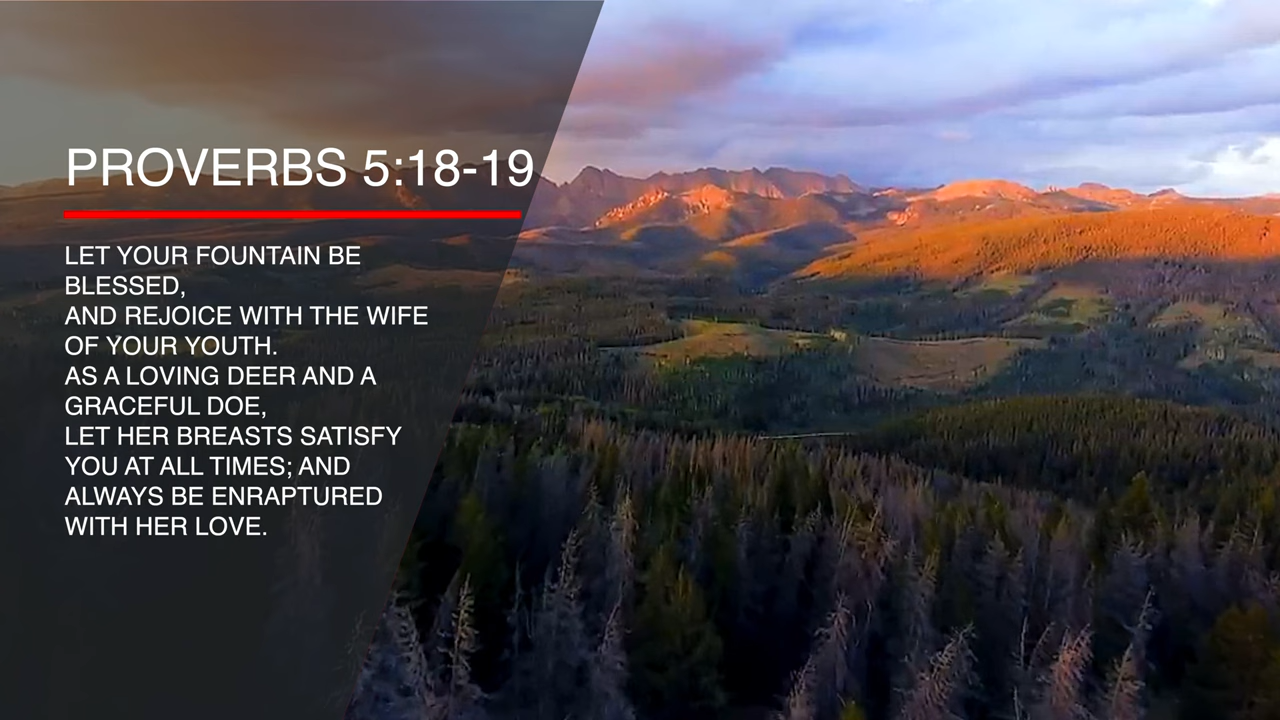 PROVERBS 5:18-19
LET YOUR FOUNTAIN BE
BLESSED,
AND REJOICE WITH THE WIFE
OF YOUR YOUTH.
AS A LOVING DEER AND A
GRACEFUL DOE,
LET HER BREASTS SATISFY
YOU AT ALL TIMES; AND
ALWAYS BE ENRAPTURED
WITH HER LOVE.